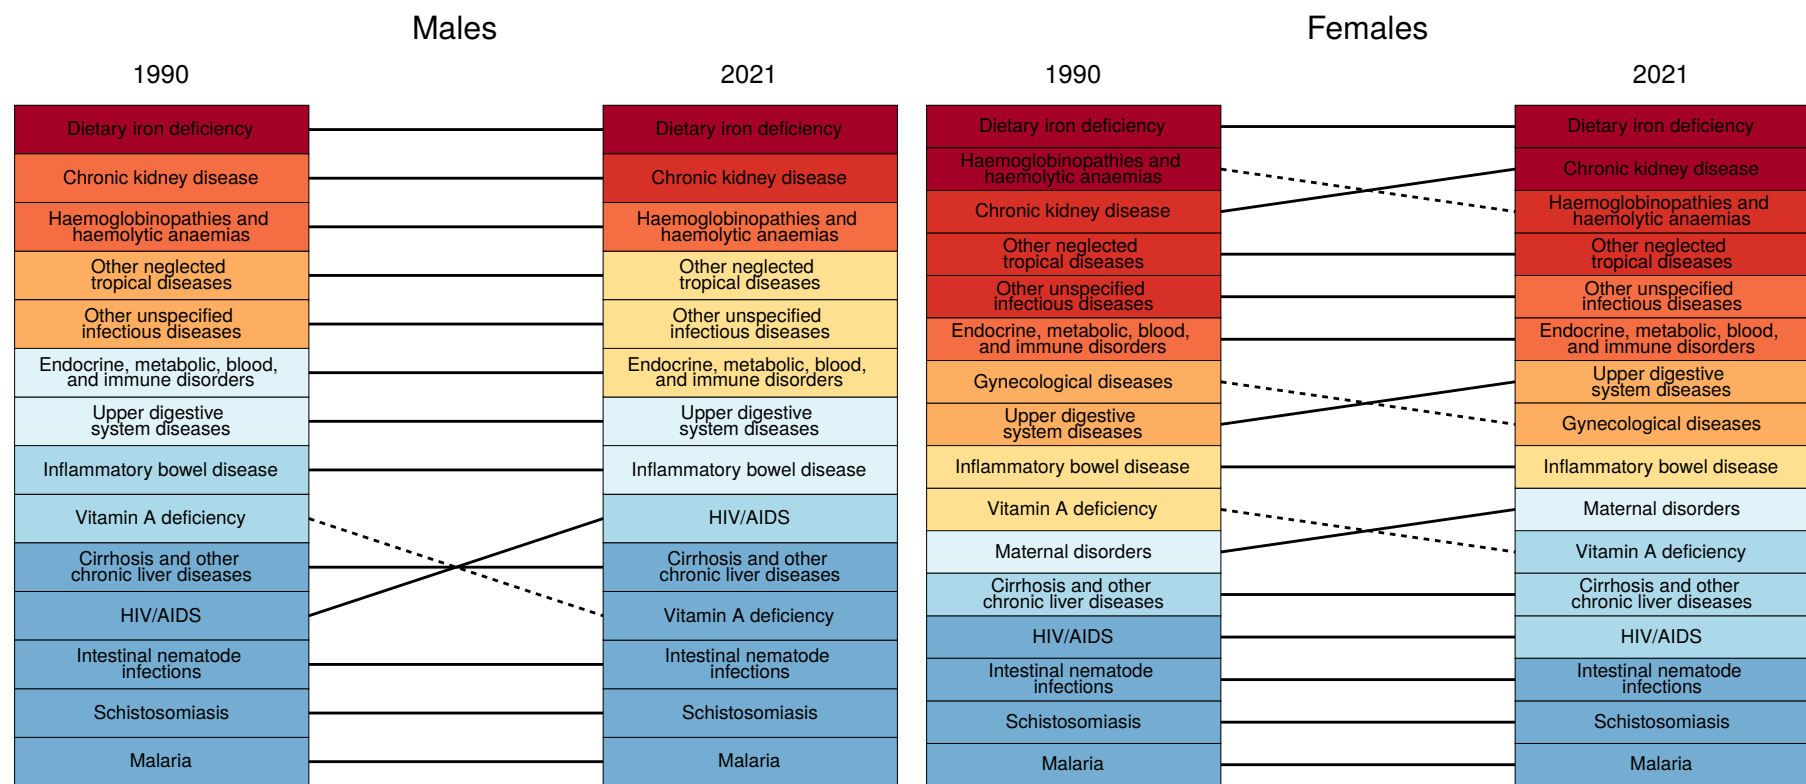 Males
1990
2021
Dietary iron deficiency
Chronic kidney disease
Haemoglobinopathies and
haemolytic anaemias
Other neglected
tropical diseases
Other unspecified
infectious diseases
Endocrine, metabolic, blood,
and immune disorders
Upper digestive
system diseases
Inflammatory bowel disease
Vitamin A deficiency
Cirrhosis and other
chronic liver diseases
HIV/AIDS
Intestinal nematode
infections
Schistosomiasis
Malaria
Dietary iron deficiency
Chronic kidney disease
Haemoglobinopathies and
haemolytic anaemias
Other neglected
tropical diseases
Other unspecified
infectious diseases
Endocrine, metabolic, blood,
and immune disorders
Upper digestive
system diseases
Inflammatory bowel disease
HIV/AIDS
Cirrhosis and other
chronic liver diseases
Vitamin A deficiency
Intestinal nematode
infections
Schistosomiasis
Malaria
Females
1990
2021
Dietary iron deficiency
Haemoglobinopathies and
haemolytic anaemias
Chronic kidney disease
Other neglected
tropical diseases
Other unspecified
infectious diseases
Endocrine, metabolic, blood,
and immune disorders
Gynecological diseases
Upper digestive
system diseases
Inflammatory bowel disease
Vitamin A deficiency
Maternal disorders
Cirrhosis and other
chronic liver diseases
HIV/AIDS
Intestinal nematode
infections
Schistosomiasis
Malaria
Dietary iron deficiency
Chronic kidney disease
Haemoglobinopathies and
haemolytic anaemias
Other neglected
tropical diseases
Other unspecified
infectious diseases
Endocrine, metabolic, blood,
and immune disorders
Upper digestive
system diseases
Gynecological diseases
Inflammatory bowel disease
Maternal disorders
Vitamin A deficiency
Cirrhosis and other
chronic liver diseases
HIV/AIDS
Intestinal nematode
infections
Schistosomiasis
Malaria